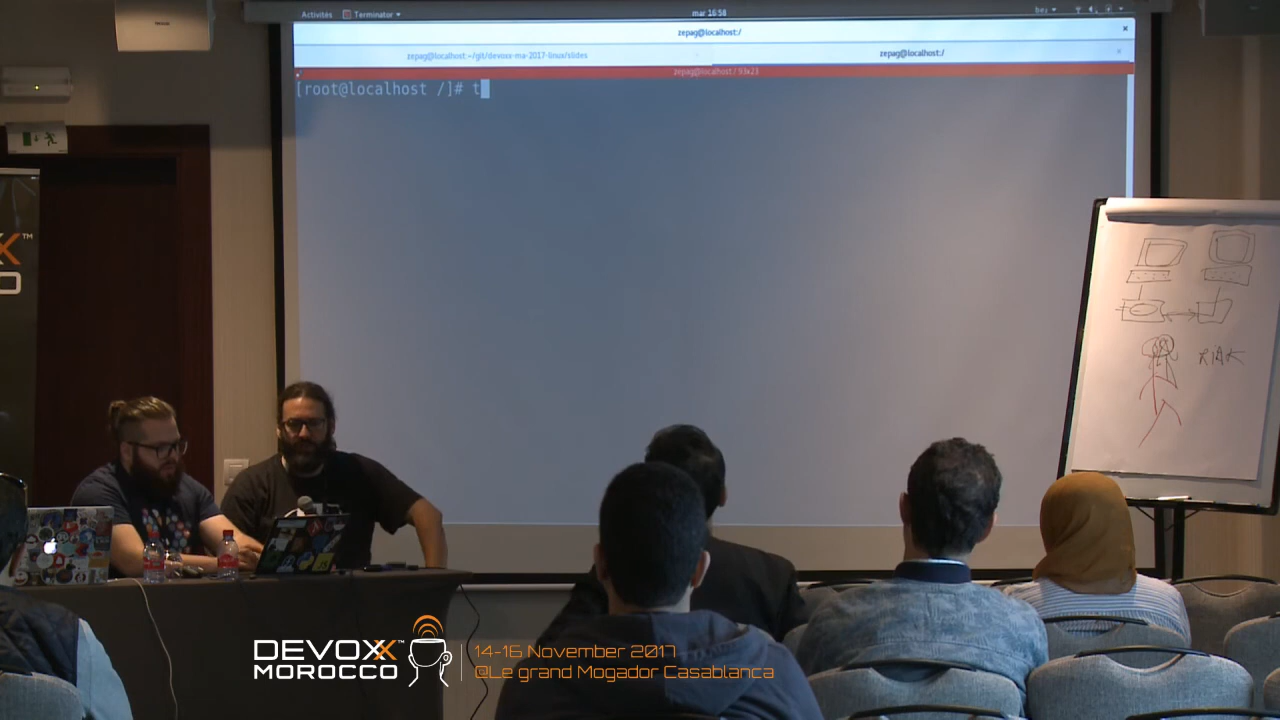 Activités Terminator mar 16:58
zepag@localhost:/
zepag@localhost:~/git/devoxx-ma-2017-linux/slides zepag@localhost:/
zepag@localhost:/ 93x23
[root@localhost /]# t
RIAK
DEVOXX™
MOROCCO
14-16 November 2017
@Le grand Mogador Casablanca